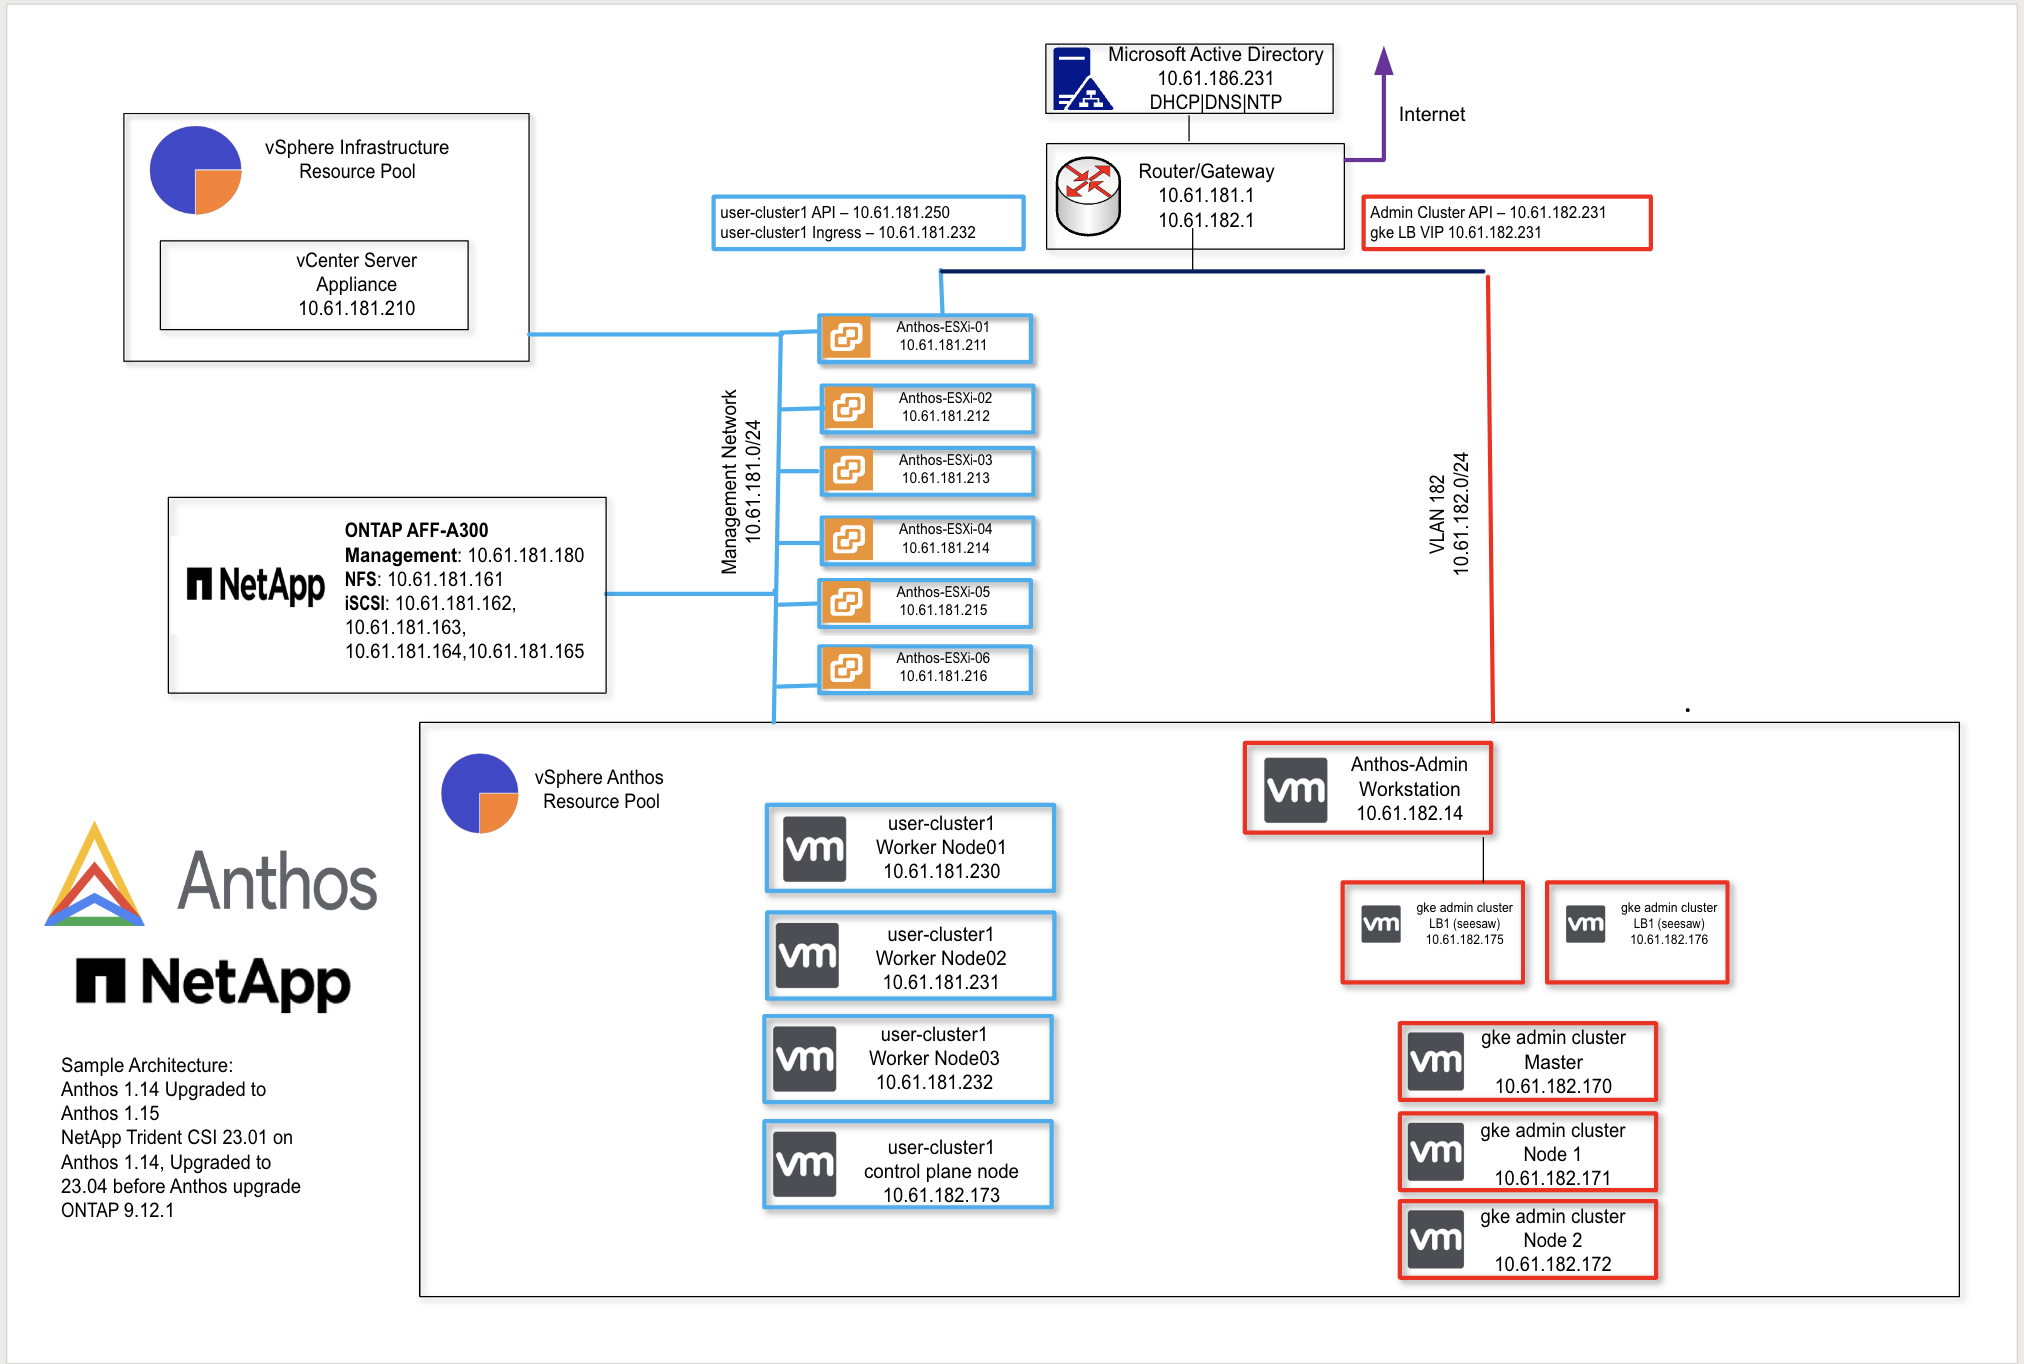 Microsoft Active Directory
10.61.186.231
DHCP|DNS|NTP
Internet
vSphere Infrastructure
Resource Pool
vCenter Server
Appliance
10.61.181.210
Router/Gateway
10.61.181.1
10.61.182.1
user-cluster1 API – 10.61.181.250
user-cluster1 Ingress – 10.61.181.232
Admin Cluster API – 10.61.182.231
gke LB VIP 10.61.182.231
Anthos-ESXi-01
10.61.181.211
Anthos-ESXi-02
10.61.181.212
Anthos-ESXi-03
10.61.181.213
Anthos-ESXi-04
10.61.181.214
Anthos-ESXi-05
10.61.181.215
Anthos-ESXi-06
10.61.181.216
Management Network
10.61.181.0/24
VLAN 182
10.61.182.0/24
NetApp
ONTAP AFF-A300
Management: 10.61.181.180
NFS: 10.61.181.161
iSCSI: 10.61.181.162,
10.61.181.163,
10.61.181.164,10.61.181.165
vSphere Anthos
Resource Pool
vm
user-cluster1
Worker Node01
10.61.181.230
vm
user-cluster1
Worker Node02
10.61.181.231
vm
user-cluster1
Worker Node03
10.61.181.232
vm
user-cluster1
control plane node
10.61.182.173
vm
Anthos-Admin
Workstation
10.61.182.14
vm
gke admin cluster
LB1 (seesaw)
10.61.182.175
vm
gke admin cluster
LB1 (seesaw)
10.61.182.176
vm
gke admin cluster
Master
10.61.182.170
vm
gke admin cluster
Node 1
10.61.182.171
vm
gke admin cluster
Node 2
10.61.182.172
Anthos
NetApp
Sample Architecture:
Anthos 1.14 Upgraded to
Anthos 1.15
NetApp Trident CSI 23.01 on
Anthos 1.14, Upgraded to
23.04 before Anthos upgrade
ONTAP 9.12.1